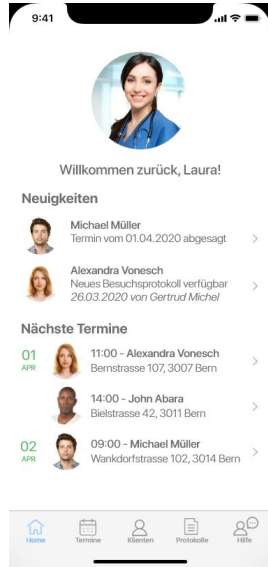 9:41
Willkommen zurück, Laura!
Neuigkeiten
Michael Müller
Termin vom 01.04.2020 abgesagt
Alexandra Vonesch
Neues Besuchsprotokoll verfügbar
26.03.2020 von Gertrud Michel
Nächste Termine
01
APR
11:00 – Alexandra Vonesch
Bernstrasse 107, 3007 Bern
14:00 – John Abara
Bielstrasse 42, 3011 Bern
02
APR
09:00 – Michael Müller
Wankdorfstrasse 102, 3014 Bern
Home
Termine
Klienten
Protokolle
Hilfe